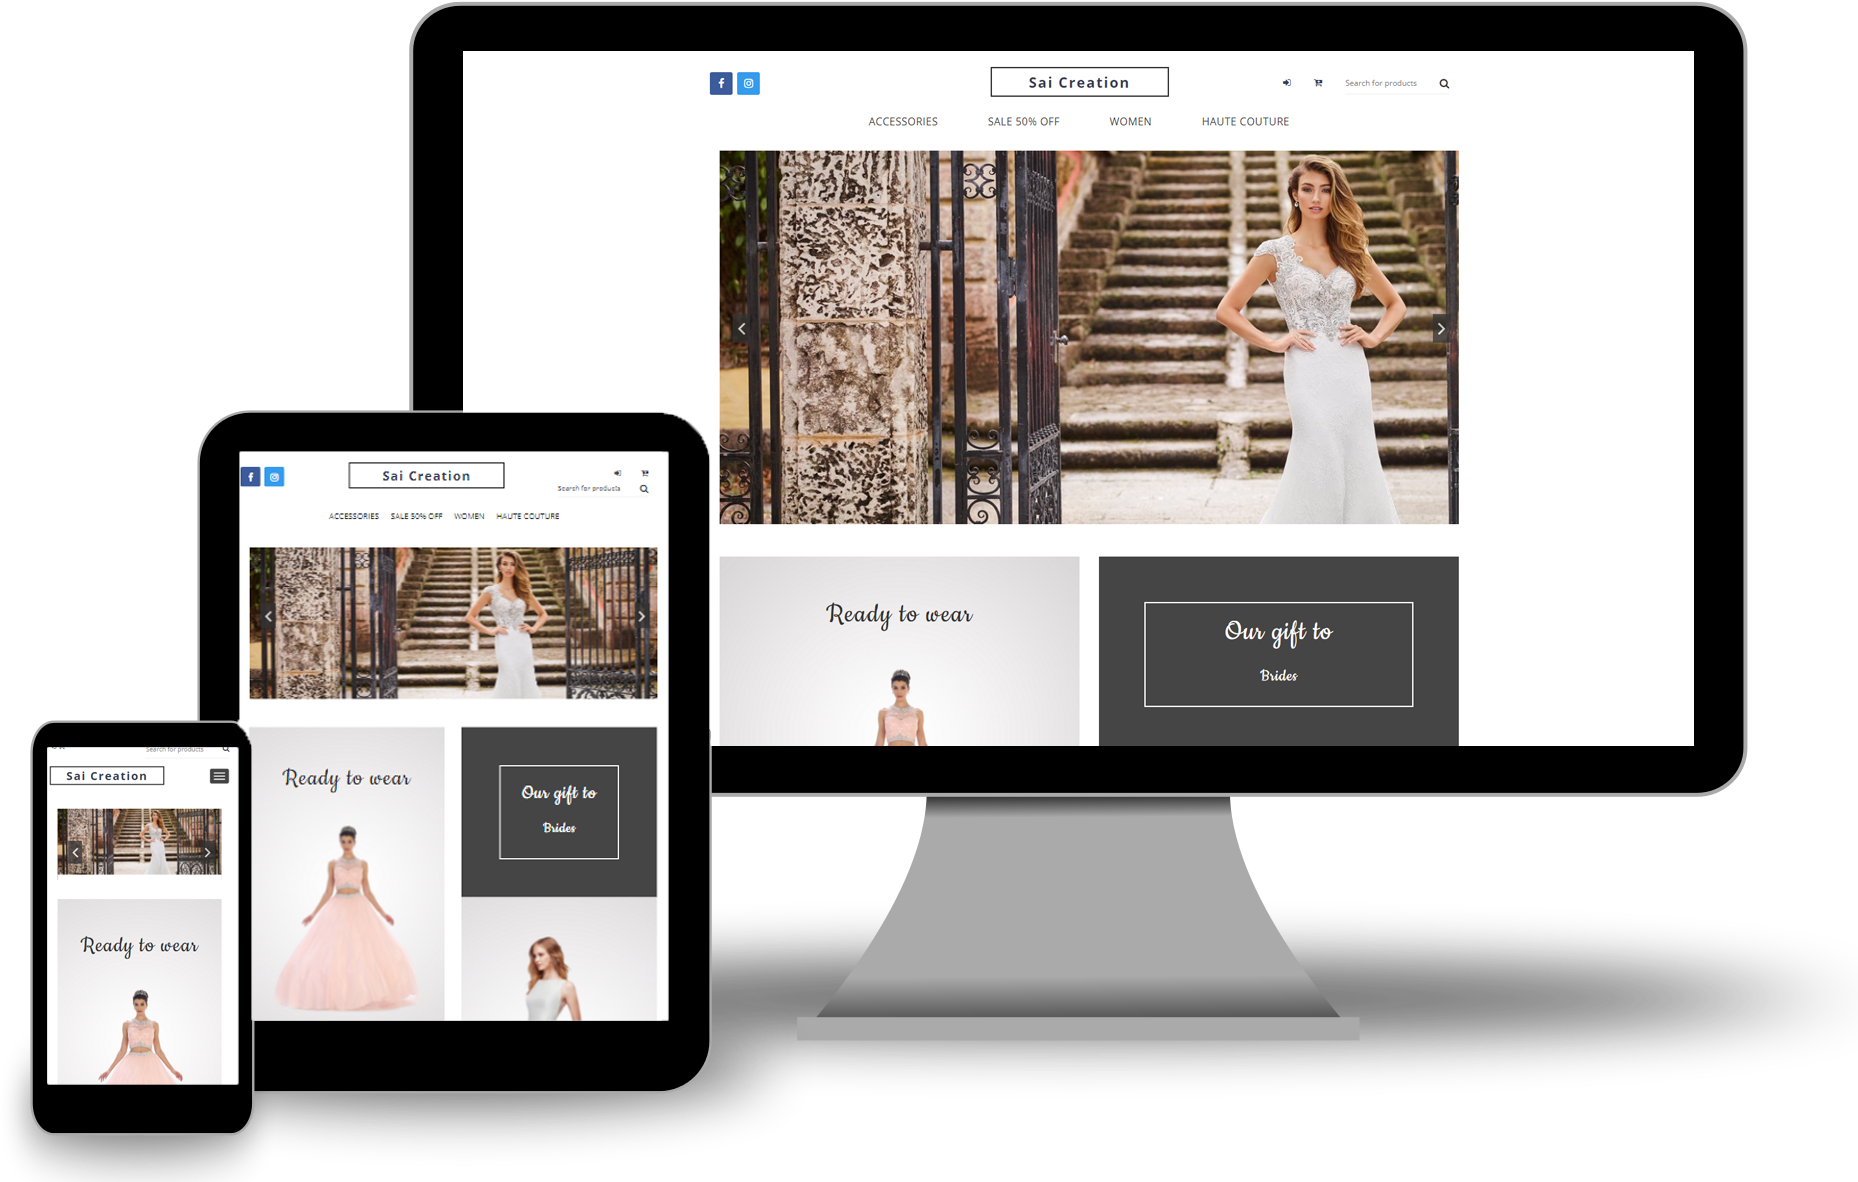 Sai Creation
Search for products
ACCESSORIES SALE 50% OFF WOMEN HAUTE COUTURE
Ready to wear
Our gift to
Brides
Sai Creation
Search for products
ACCESSORIES SALE 50% OFF WOMEN HAUTE COUTURE
Ready to wear
Our gift to
Brides
Search for products
Sai Creation
Ready to wear